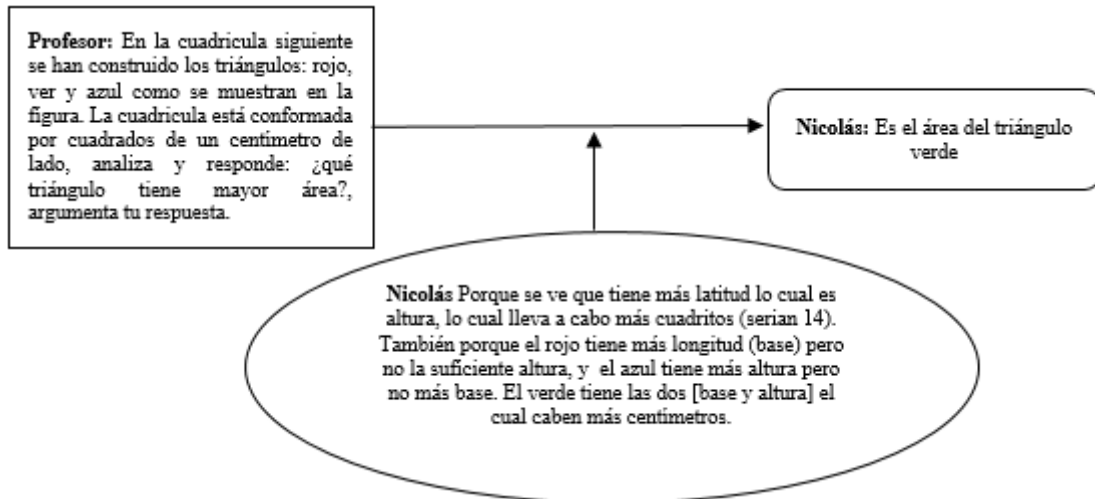 Profesor: En la cuadricula siguiente
se han construido los triángulos: rojo,
ver y azul como se muestran en la
figura. La cuadricula está conformada
por cuadrados de un centímetro de
lado, analiza y responde: ¿qué
triángulo tiene mayor área?,
argumenta tu respuesta.
Nicolás: Es el área del triángulo
verde
Nicolás Porque se ve que tiene más latitud lo cual es
altura, lo cual lleva a cabo más cuadritos (serian 14).
También porque el rojo tiene más longitud (base) pero
no la suficiente altura, y el azul tiene más altura pero
no más base. El verde tiene las dos [base y altura] el
cual caben más centímetros.